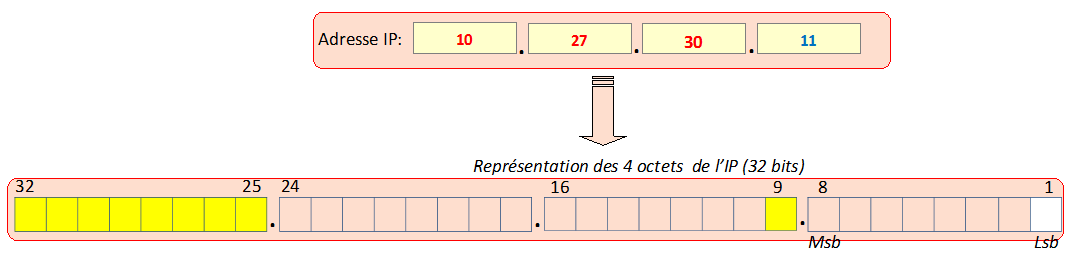 Adresse IP: 10 . 27 . 30 . 11
Représentation des 4 octets de l'IP (32 bits)
32 25 24 16 9 8 1
. . .
Msb Lsb